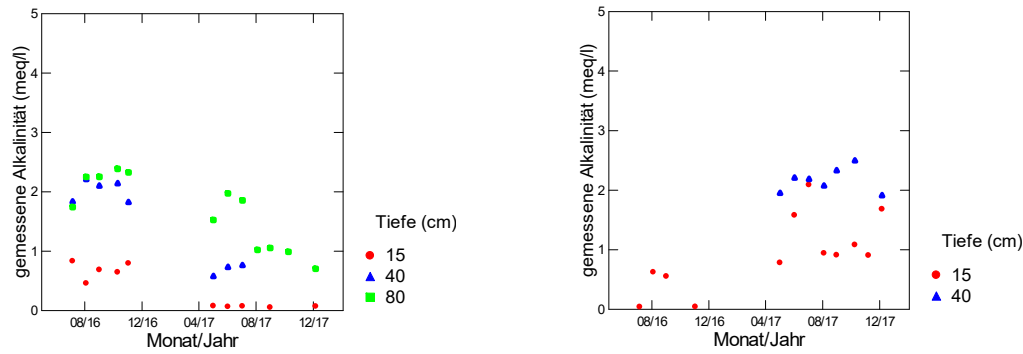 gemessene Alkalinität (meq/l)
5
4
3
2
1
0
08/16 12/16 04/17 08/17 12/17
Monat/Jahr
Tiefe (cm)
15
40
80
gemessene Alkalinität (meq/l)
5
4
3
2
1
0
08/16 12/16 04/17 08/17 12/17
Monat/Jahr
Tiefe (cm)
15
40